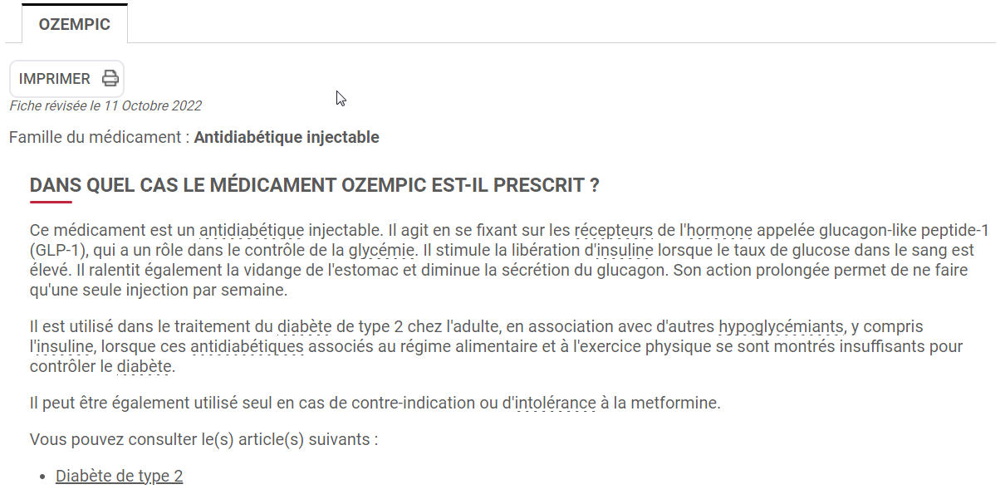 OZEMPIC
IMPRIMER
Fiche révisée le 11 Octobre 2022
Famille du médicament : Antidiabétique injectable
DANS QUEL CAS LE MÉDICAMENT OZEMPIC EST-IL PRESCRIT ?
Ce médicament est un antidiabétique injectable. Il agit en se fixant sur les récepteurs de l'hormone appelée glucagon-like peptide-1
(GLP-1), qui a un rôle dans le contrôle de la glycémie. Il stimule la libération d'insuline lorsque le taux de glucose dans le sang est
élevé. Il ralentit également la vidange de l'estomac et diminue la sécrétion du glucagon. Son action prolongée permet de ne faire
qu'une seule injection par semaine.
Il est utilisé dans le traitement du diabète de type 2 chez l'adulte, en association avec d'autres hypoglycémiants, y compris
l'insuline, lorsque ces antidiabétiques associés au régime alimentaire et à l'exercice physique se sont montrés insuffisants pour
contrôler le diabète.
Il peut être également utilisé seul en cas de contre-indication ou d'intolérance à la metformine.
Vous pouvez consulter le(s) article(s) suivants :
• Diabète de type 2